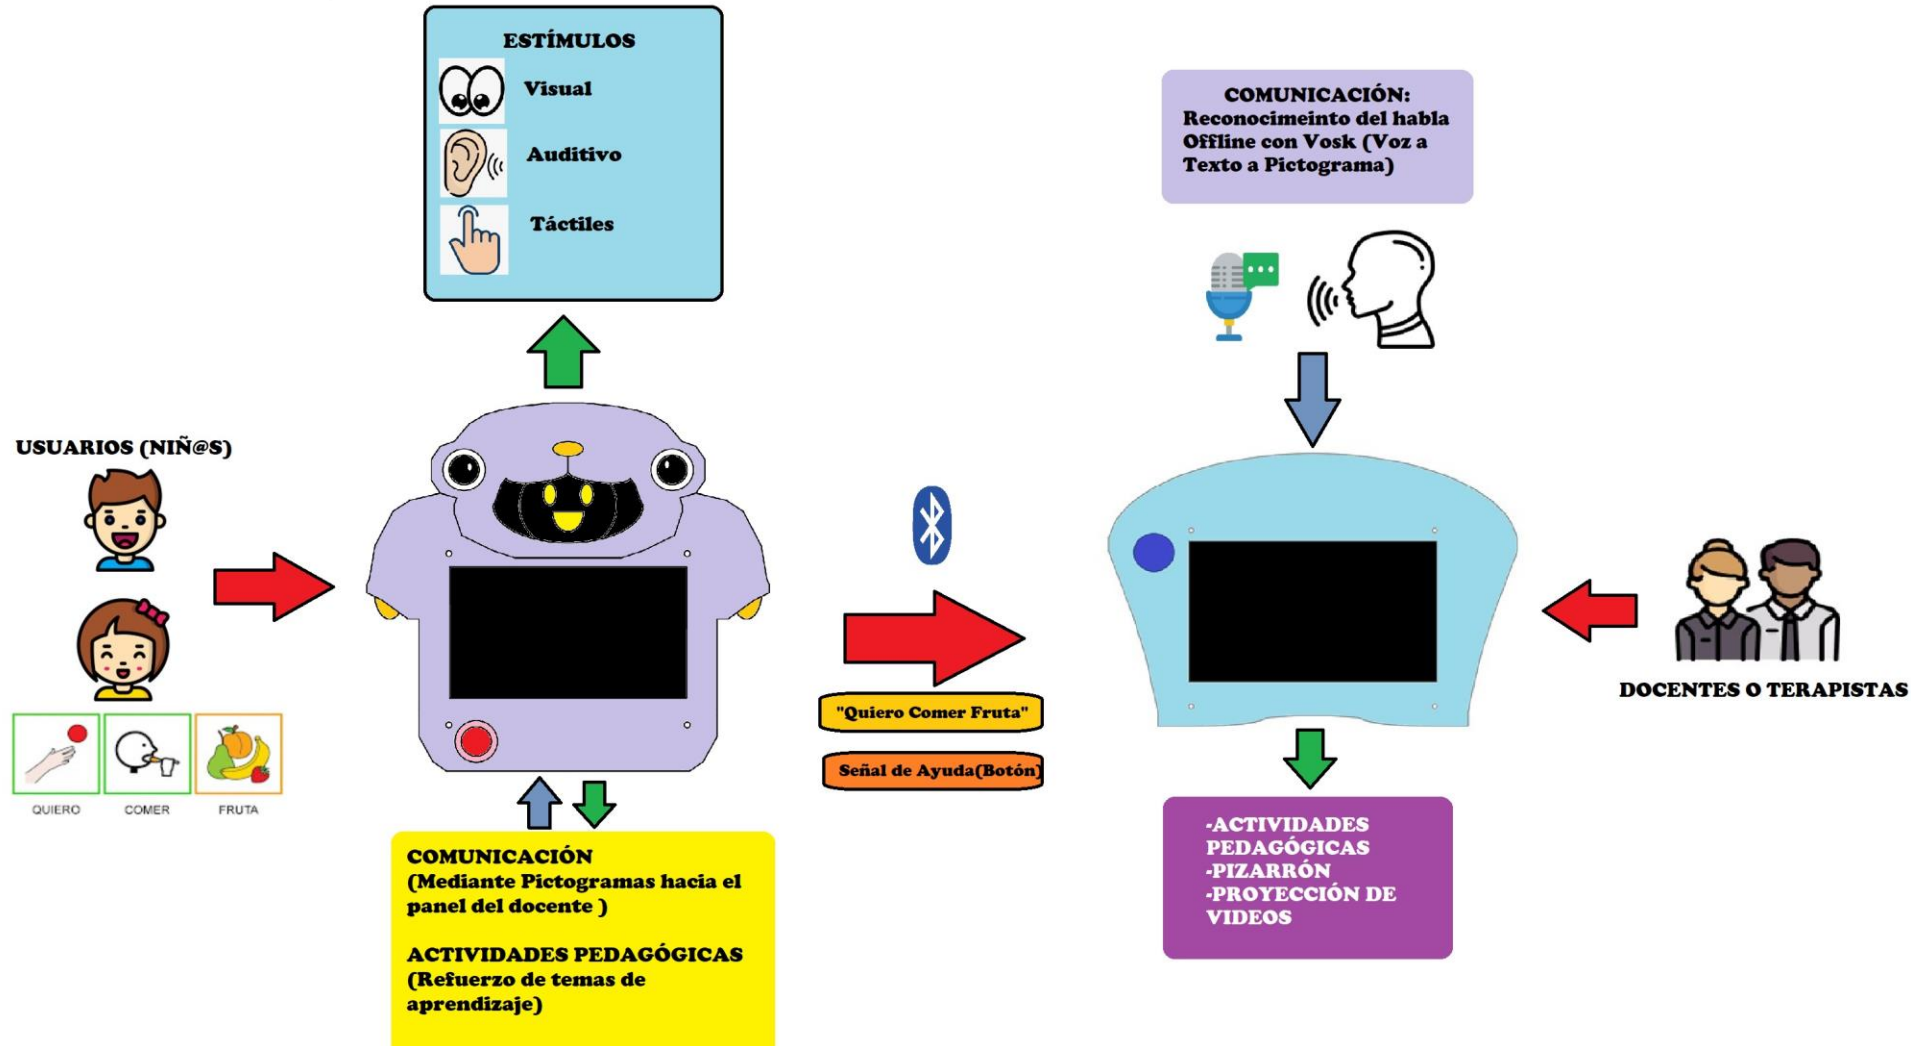 ESTÍMULOS
Visual
Auditivo
Táctiles
COMUNICACIÓN:
Reconocimeinto del habla
Offline con Vosk (Voz a
Texto a Pictograma)
USUARIOS (NIÑ@S)
QUIERO COMER FRUTA
"Quiero Comer Fruta"
Señal de Ayuda(Botón)
DOCENTES O TERAPISTAS
COMUNICACIÓN
(Mediante Pictogramas hacia el
panel del docente )
ACTIVIDADES PEDAGÓGICAS
(Refuerzo de temas de
aprendizaje)
-ACTIVIDADES
PEDAGÓGICAS
-PIZARRÓN
-PROYECCIÓN DE
VIDEOS